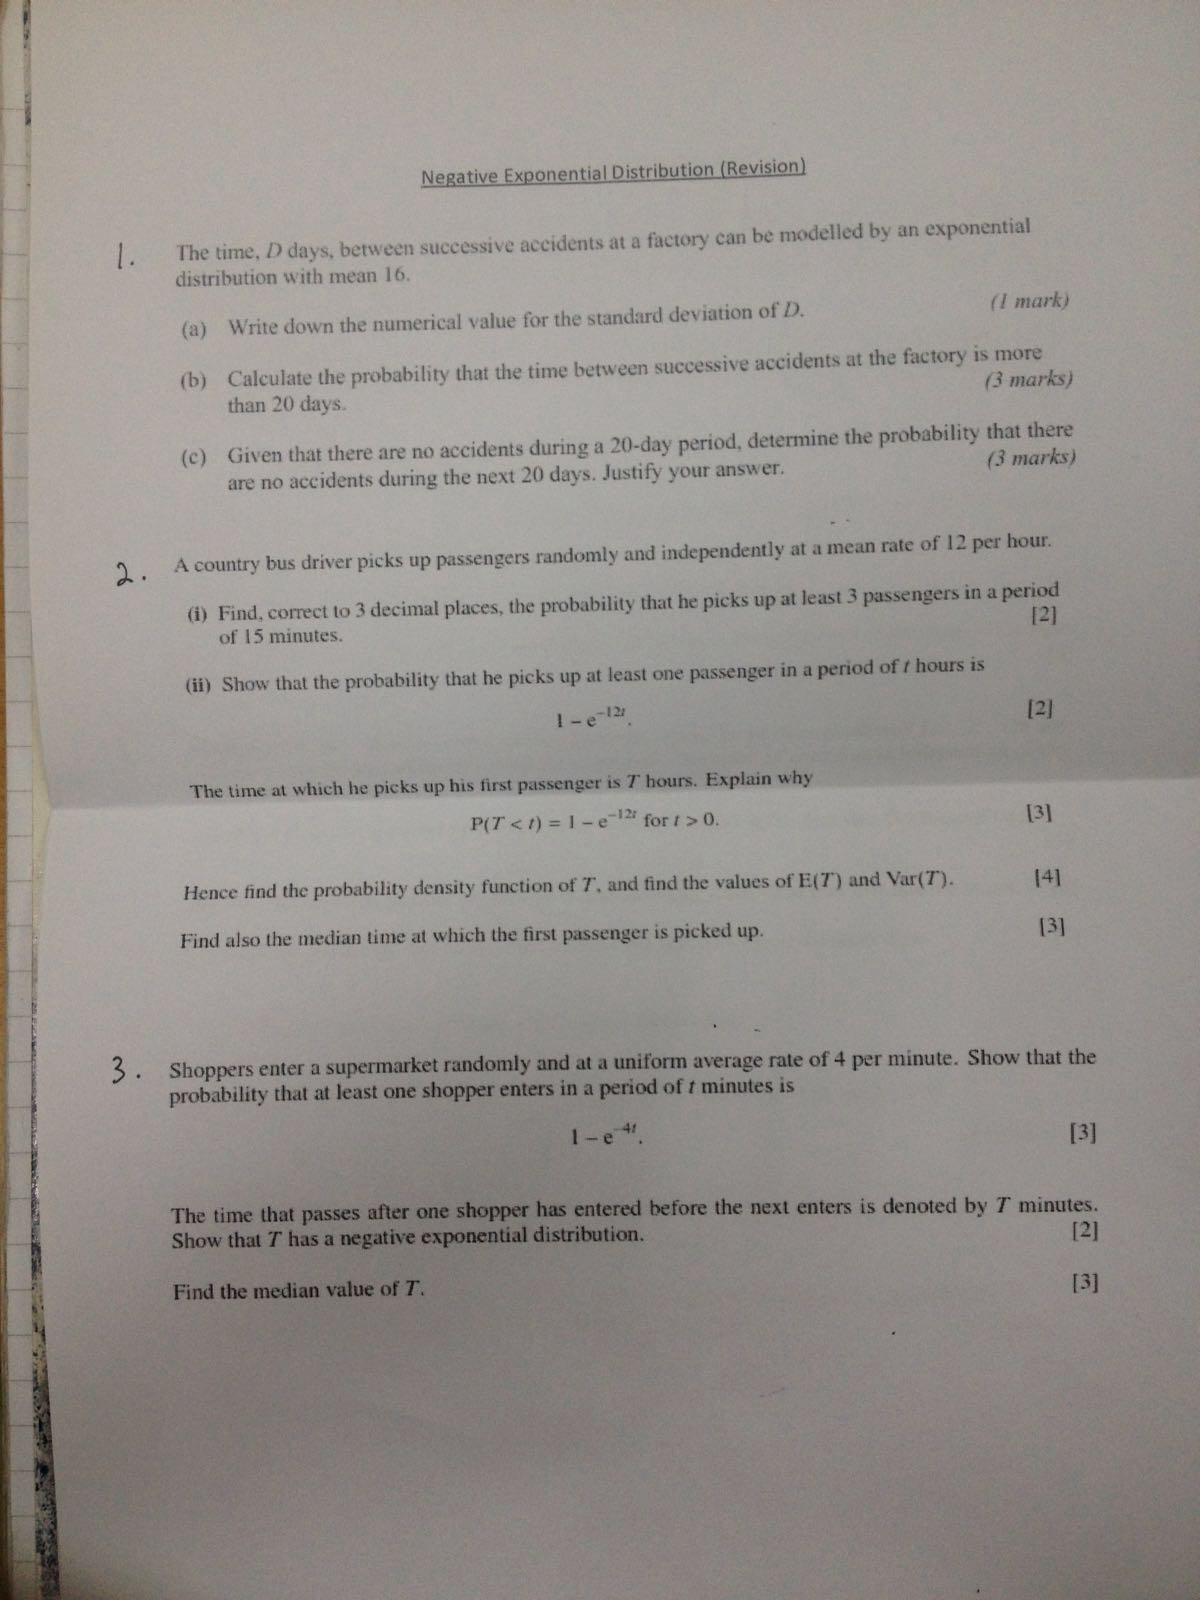 Negative Exponential Distribution (Revision)
1. The time, D days, between successive accidents at a factory can be modelled by an exponential
distribution with mean 16.
(a) Write down the numerical value for the standard deviation of D. (1 mark)
(b) Calculate the probability that the time between successive accidents at the factory is more
than 20 days. (3 marks)
(c) Given that there are no accidents during a 20-day period, determine the probability that there
are no accidents during the next 20 days. Justify your answer. (3 marks)
2. A country bus driver picks up passengers randomly and independently at a mean rate of 12 per hour.
(i) Find, correct to 3 decimal places, the probability that he picks up at least 3 passengers in a period
of 15 minutes. [2]
(ii) Show that the probability that he picks up at least one passenger in a period of t hours is
1 – e^–12t. [2]
The time at which he picks up his first passenger is T hours. Explain why
P(T < t) = 1 – e^–12t for t > 0. [3]
Hence find the probability density function of T, and find the values of E(T) and Var(T). [4]
Find also the median time at which the first passenger is picked up. [3]
3. Shoppers enter a supermarket randomly and at a uniform average rate of 4 per minute. Show that the
probability that at least one shopper enters in a period of t minutes is
1 – e^–4t. [3]
The time that passes after one shopper has entered before the next enters is denoted by T minutes.
Show that T has a negative exponential distribution. [2]
Find the median value of T. [3]